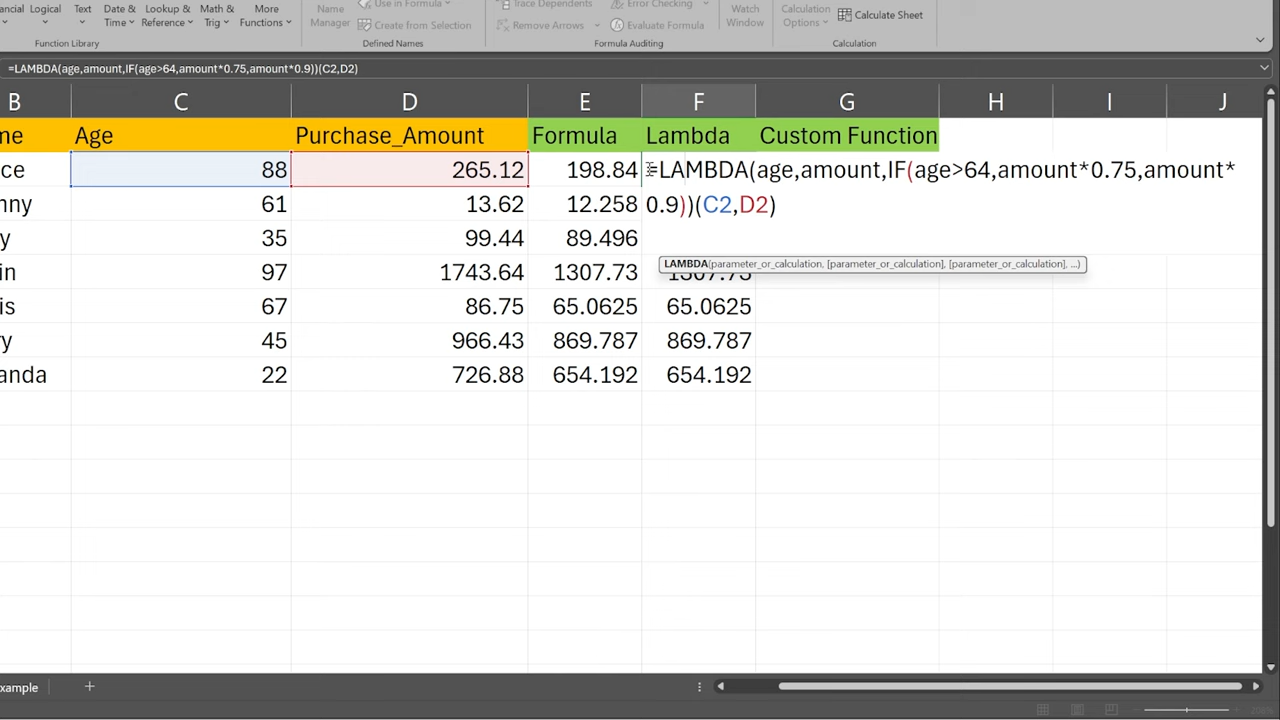 ancial
Logical
Text
Date &
Time
Lookup &
Reference
Math &
Trig
More
Functions
Function Library
Name
Manager
Use in Formula
Create from Selection
Defined Names
Trace Dependents
Remove Arrows
Error Checking
Evaluate Formula
Formula Auditing
Watch
Window
Calculation
Options
Calculate Sheet
Calculation
=LAMBDA(age,amount,IF(age>64,amount*0.75,amount*0.9))(C2,D2)
B C D E F G H I J
me Age Purchase_Amount Formula Lambda Custom Function
ce 88 265.12 198.84 =LAMBDA(age,amount,IF(age>64,amount*0.75,amount*
nny 61 13.62 12.258 0.9))(C2,D2)
y 35 99.44 89.496
LAMBDA(parameter_or_calculation, [parameter_or_calculation], [parameter_or_calculation], ...)
in 97 1743.64 1307.73 1307.73
is 67 86.75 65.0625 65.0625
ry 45 966.43 869.787 869.787
anda 22 726.88 654.192 654.192
xample +